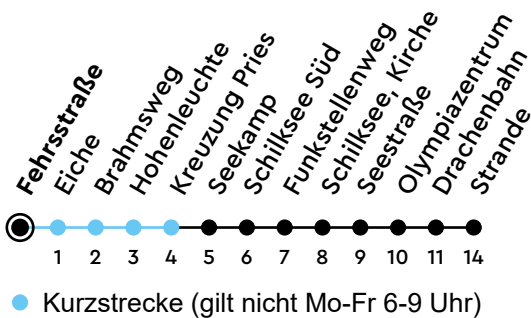 Fehrsstraße
Eiche
Brahmsweg
Hohenleuchte
Kreuzung Pries
Seekamp
Schilksee Süd
Funkstellenweg
Schilksee, Kirche
Seestraße
Olympiazentrum
Drachenbahn
Strande
1 2 3 4 5 6 7 8 9 10 11 14
Kurzstrecke (gilt nicht Mo-Fr 6-9 Uhr)